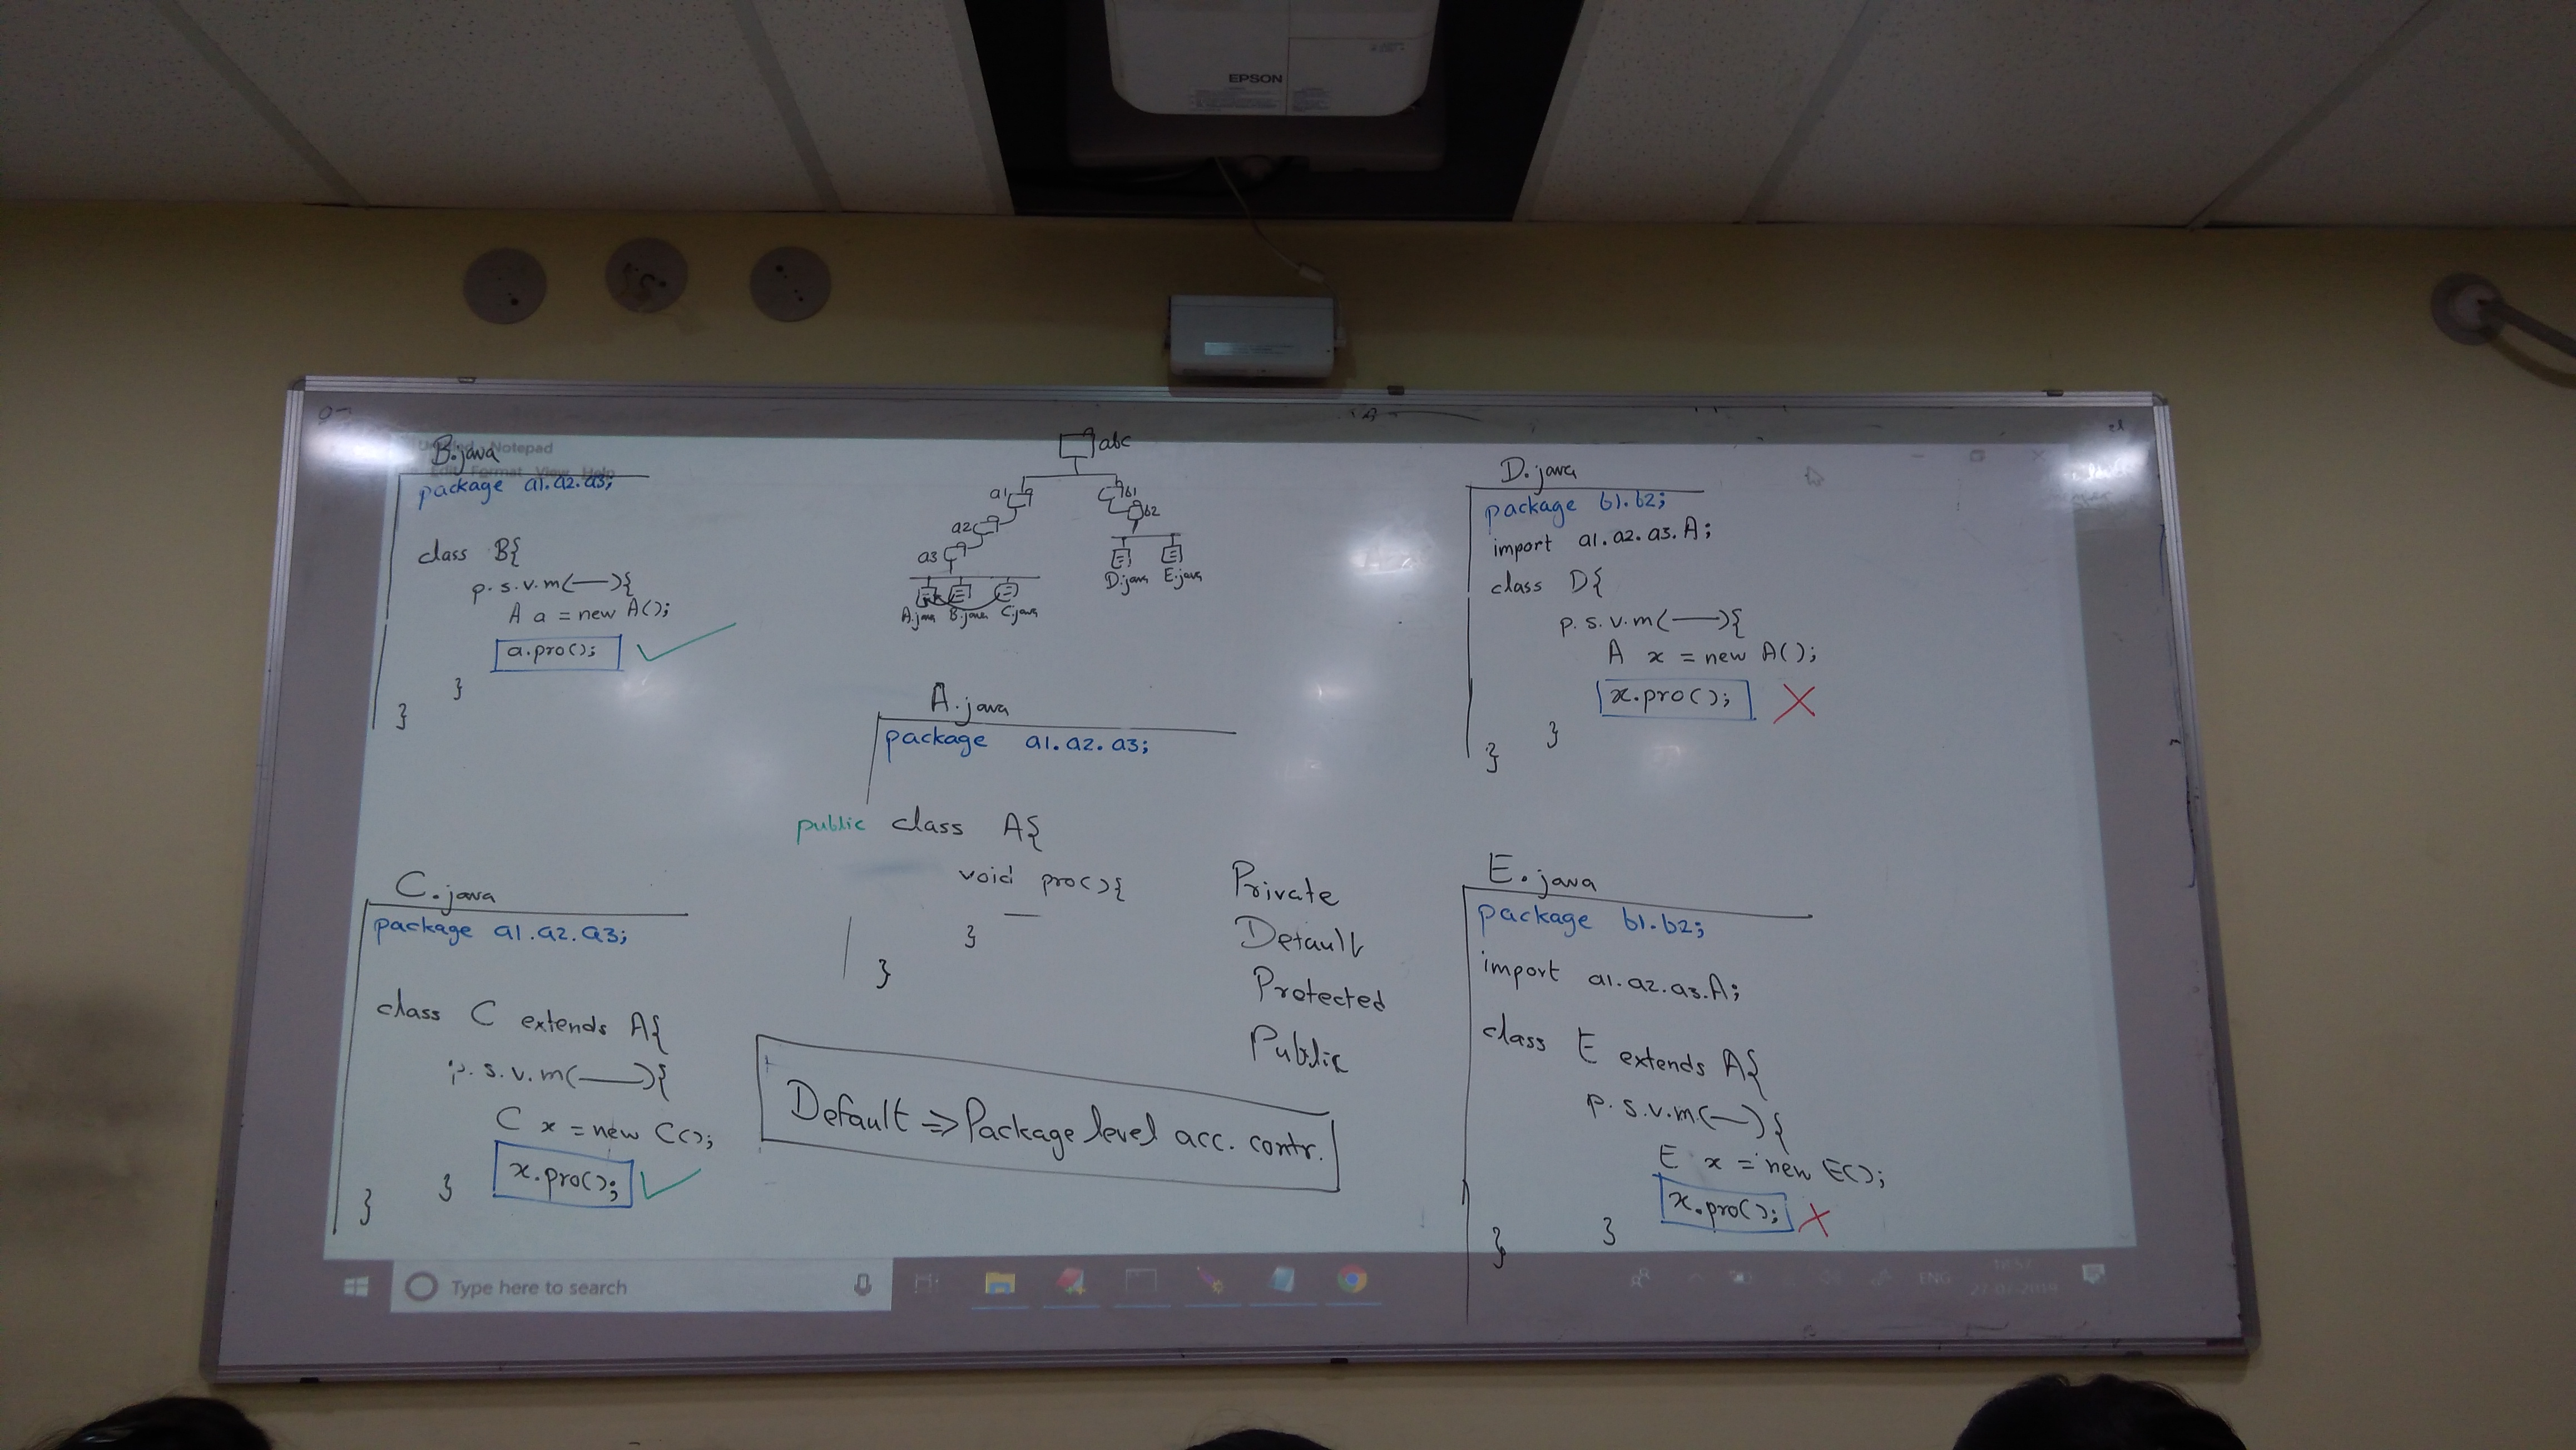 EPSON
Untitled - Notepad
Edit Format View Help
B.java
package a1.a2.a3;
class B{
p.s.v.m(—){
A a = new A();
a.pro();
}
}
abc
a1
b1
a2
b2
a3
D.java E.java
A.java B.java C.java
D.java
package b1.b2;
import a1.a2.a3.A;
class D{
p.s.v.m(—){
A x = new A();
x.pro();
}
}
A.java
package a1.a2.a3;
public class A{
void pro(){
—
}
}
Private
Default
Protected
Public
C.java
package a1.a2.a3;
class C extends A{
p.s.v.m(—){
C x = new C();
x.pro();
}
}
Default ⇒ Package level acc. contr.
E.java
package b1.b2;
import a1.a2.a3.A;
class E extends A{
p.s.v.m(—){
E x = new E();
x.pro();
}
}
Type here to search
ENG